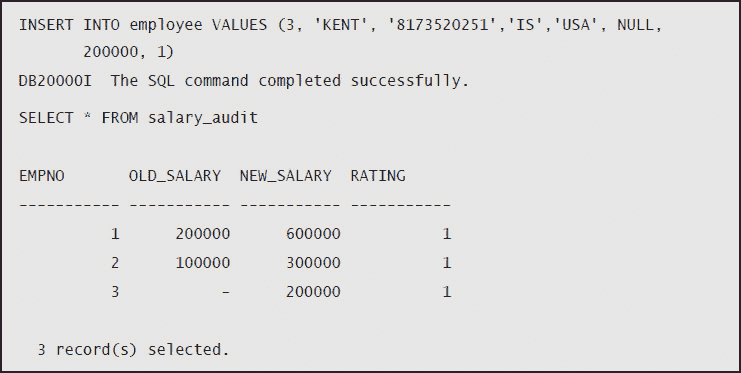 INSERT INTO employee VALUES (3, 'KENT', '8173520251','IS','USA', NULL,
200000, 1)
DB20000I  The SQL command completed successfully.
SELECT * FROM salary_audit
EMPNO       OLD_SALARY  NEW_SALARY  RATING
----------- ----------- ----------- -----------
          1      200000      600000           1
          2      100000      300000           1
          3           -      200000           1
  3 record(s) selected.